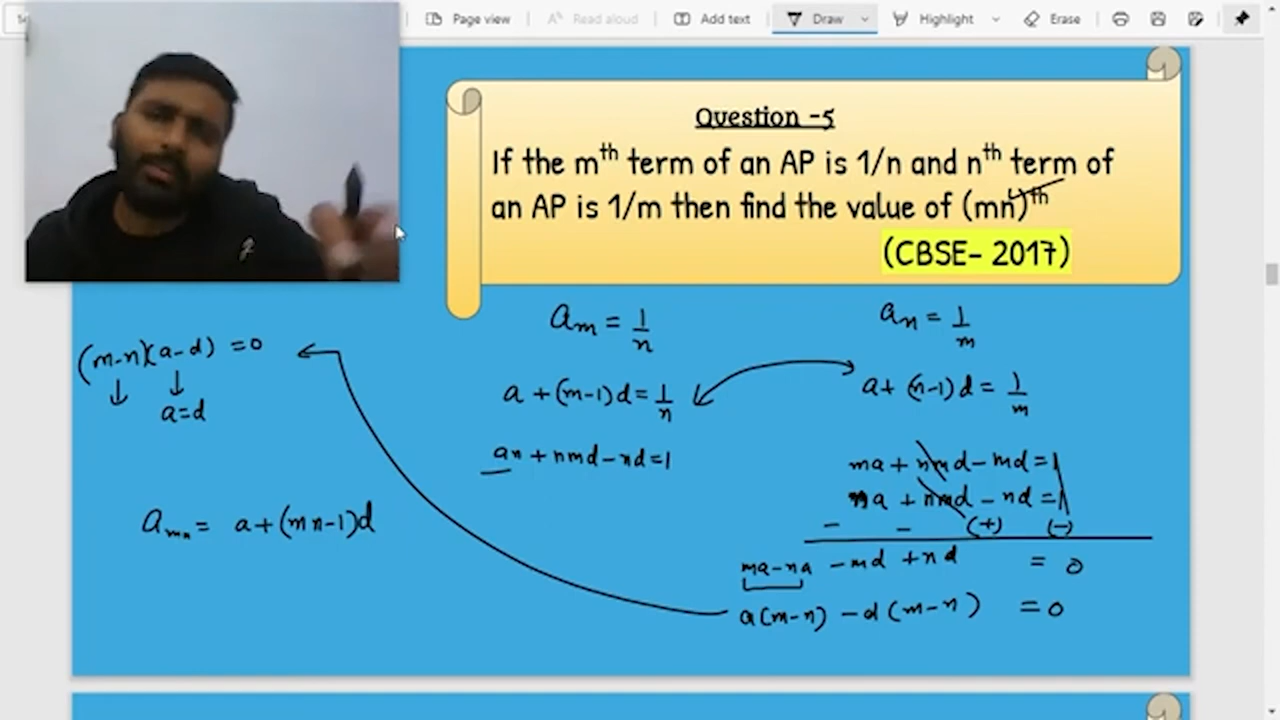 Page view
Read aloud
Add text
Draw
Highlight
Erase
Question -5
If the mth term of an AP is 1/n and nth term of
an AP is 1/m then find the value of (mn)th
(CBSE- 2017)
am = 1/n
an = 1/m
(m-n)(a-d) = 0
a=d
a + (m-1)d = 1/n
a + (n-1)d = 1/m
an + nmd - nd = 1
ma + nmd - md = 1
na + nmd - nd = 1
- - (+) (-)
amn = a+(mn-1)d
ma-na - md + nd = 0
a(m-n) - d(m-n) = 0